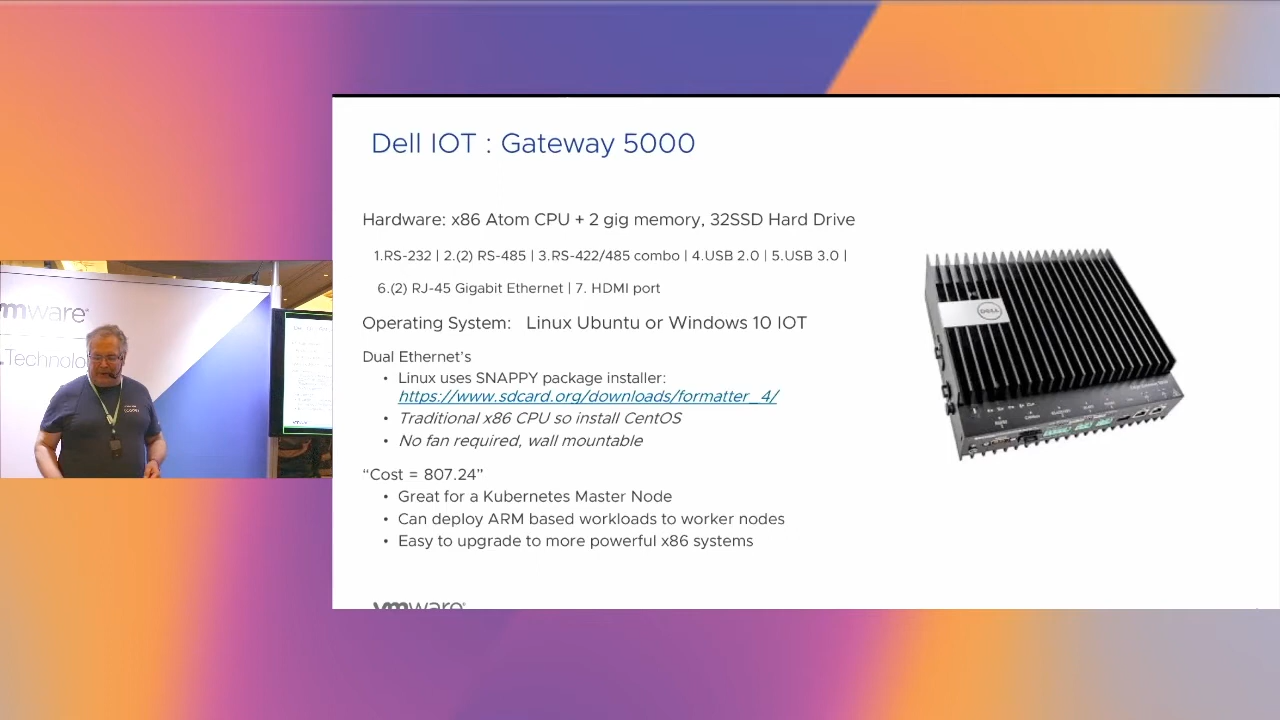 Dell IOT : Gateway 5000
Hardware: x86 Atom CPU + 2 gig memory, 32SSD Hard Drive
1.RS-232 | 2.(2) RS-485 | 3.RS-422/485 combo | 4.USB 2.0 | 5.USB 3.0 |
6.(2) RJ-45 Gigabit Ethernet | 7. HDMI port
Operating System: Linux Ubuntu or Windows 10 IOT
Dual Ethernet's
• Linux uses SNAPPY package installer:
https://www.sdcard.org/downloads/formatter_4/
• Traditional x86 CPU so install CentOS
• No fan required, wall mountable
“Cost = 807.24”
• Great for a Kubernetes Master Node
• Can deploy ARM based workloads to worker nodes
• Easy to upgrade to more powerful x86 systems
vmware®
DELL
mware®
Technolo